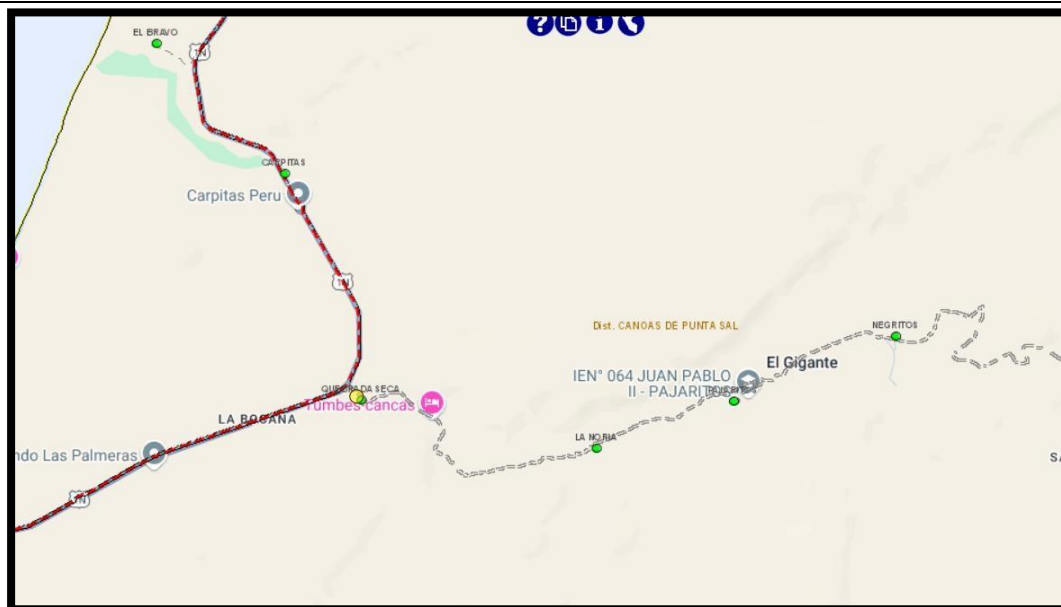 EL BRAVO
1N
CARPITAS
Carpitas Peru
1N
Dist. CANOAS DE PUNTA SAL
NEGRITOS
El Gigante
IEN° 064 JUAN PABLO
II - PAJARITOS
QUEBRADA SECA
Tumbes cancas
LA BOCANA
LA NORIA
ndo Las Palmeras
1N